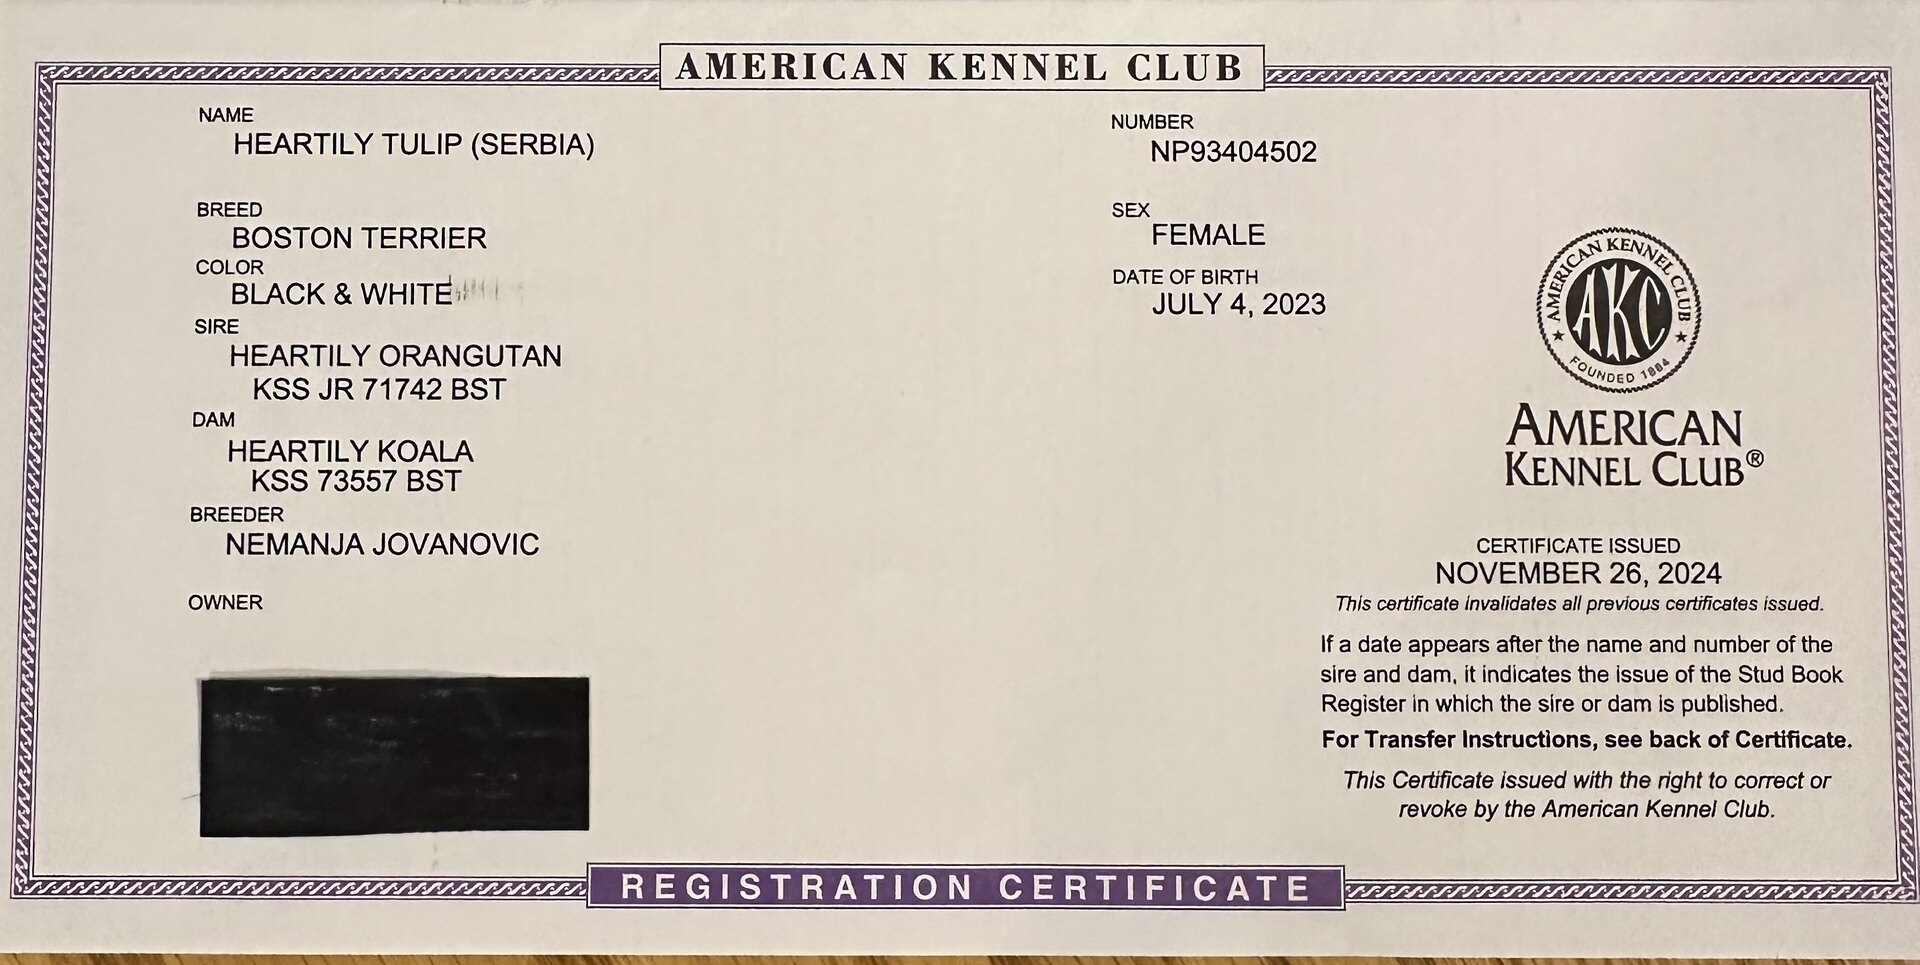 AMERICAN KENNEL CLUB
NAME
HEARTILY TULIP (SERBIA)
BREED
BOSTON TERRIER
COLOR
BLACK & WHITE
SIRE
HEARTILY ORANGUTAN
KSS JR 71742 BST
DAM
HEARTILY KOALA
KSS 73557 BST
BREEDER
NEMANJA JOVANOVIC
OWNER
NUMBER
NP93404502
SEX
FEMALE
DATE OF BIRTH
JULY 4, 2023
AMERICAN KENNEL CLUB
AKC
FOUNDED 1884
AMERICAN
KENNEL CLUB®
CERTIFICATE ISSUED
NOVEMBER 26, 2024
This certificate invalidates all previous certificates issued.
If a date appears after the name and number of the
sire and dam, it indicates the issue of the Stud Book
Register in which the sire or dam is published.
For Transfer Instructions, see back of Certificate.
This Certificate issued with the right to correct or
revoke by the American Kennel Club.
REGISTRATION CERTIFICATE